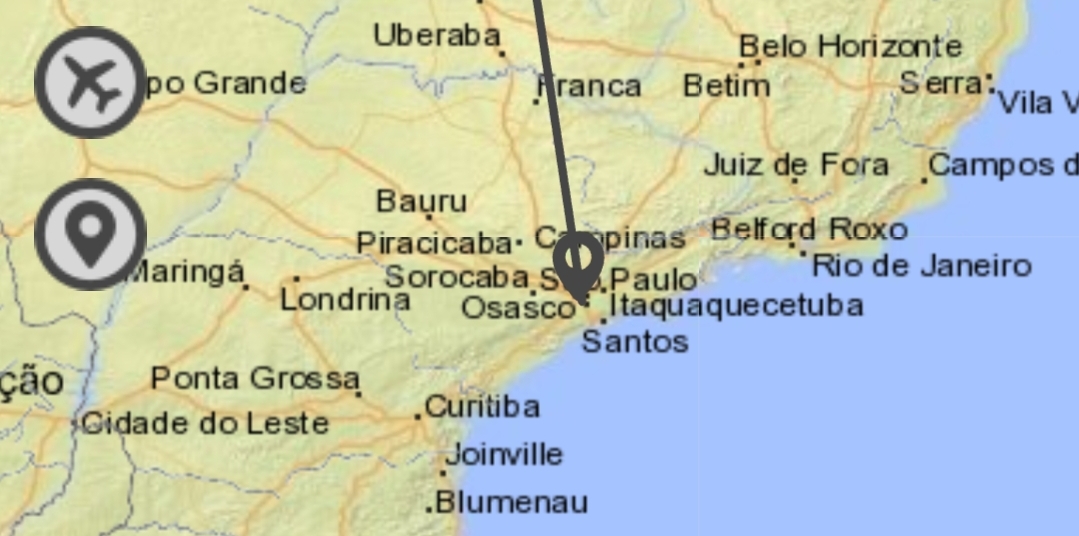 Uberaba
Belo Horizonte
po Grande
Franca
Betim
Serra
Vila V
Juiz de Fora
Campos d
Bauru
Piracicaba
Campinas
Belford Roxo
Maringá
Sorocaba
São Paulo
Rio de Janeiro
Londrina
Osasco
Itaquaquecetuba
Santos
ção
Ponta Grossa
Curitiba
Cidade do Leste
Joinville
Blumenau